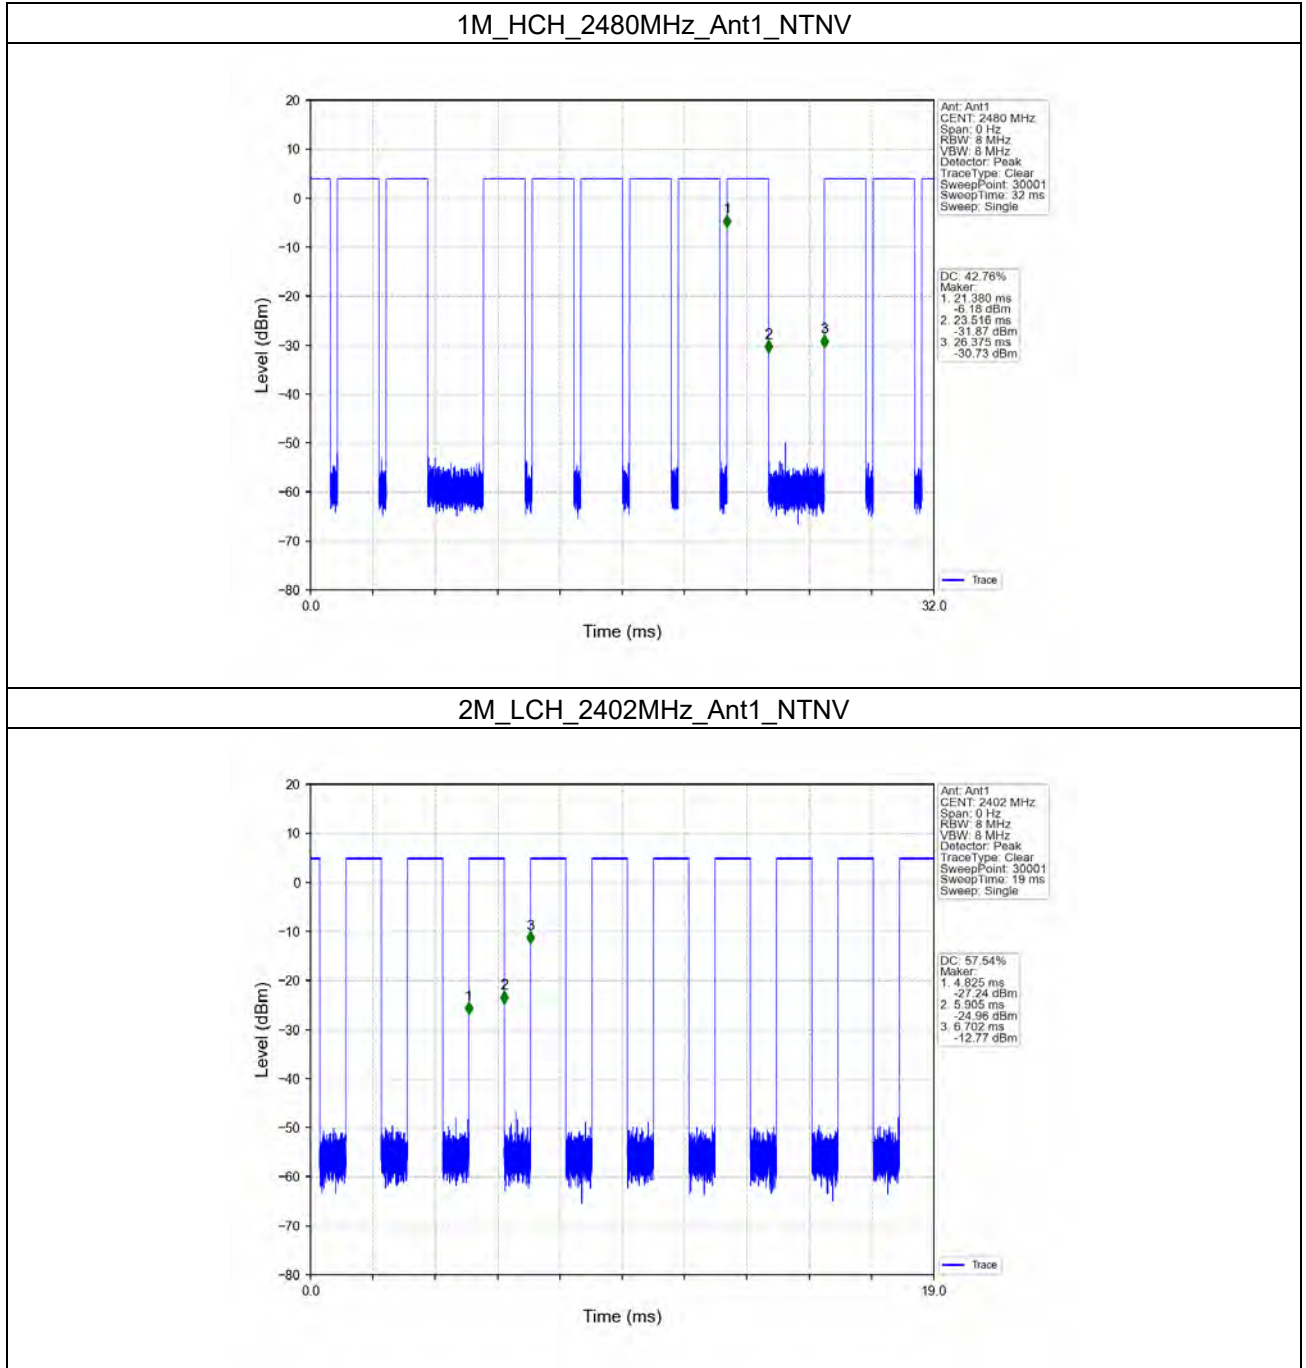 1M_HCH_2480MHz_Ant1_NTNV
20
10
0
−10
−20
−30
−40
−50
−60
−70
−80
Level (dBm)
0.0
32.0
Time (ms)
1
2
3
Ant: Ant1
CENT: 2480 MHz
Span: 0 Hz
RBW: 8 MHz
VBW: 8 MHz
Detector: Peak
TraceType: Clear
SweepPoint: 30001
SweepTime: 32 ms
Sweep: Single
DC: 42.76%
Maker:
1. 21.380 ms
-6.18 dBm
2. 23.516 ms
-31.87 dBm
3. 26.375 ms
-30.73 dBm
Trace
2M_LCH_2402MHz_Ant1_NTNV
20
10
0
−10
−20
−30
−40
−50
−60
−70
−80
Level (dBm)
0.0
19.0
Time (ms)
1
2
3
Ant: Ant1
CENT: 2402 MHz
Span: 0 Hz
RBW: 8 MHz
VBW: 8 MHz
Detector: Peak
TraceType: Clear
SweepPoint: 30001
SweepTime: 19 ms
Sweep: Single
DC: 57.54%
Maker:
1. 4.825 ms
-27.24 dBm
2. 5.905 ms
-24.96 dBm
3. 6.702 ms
-12.77 dBm
Trace